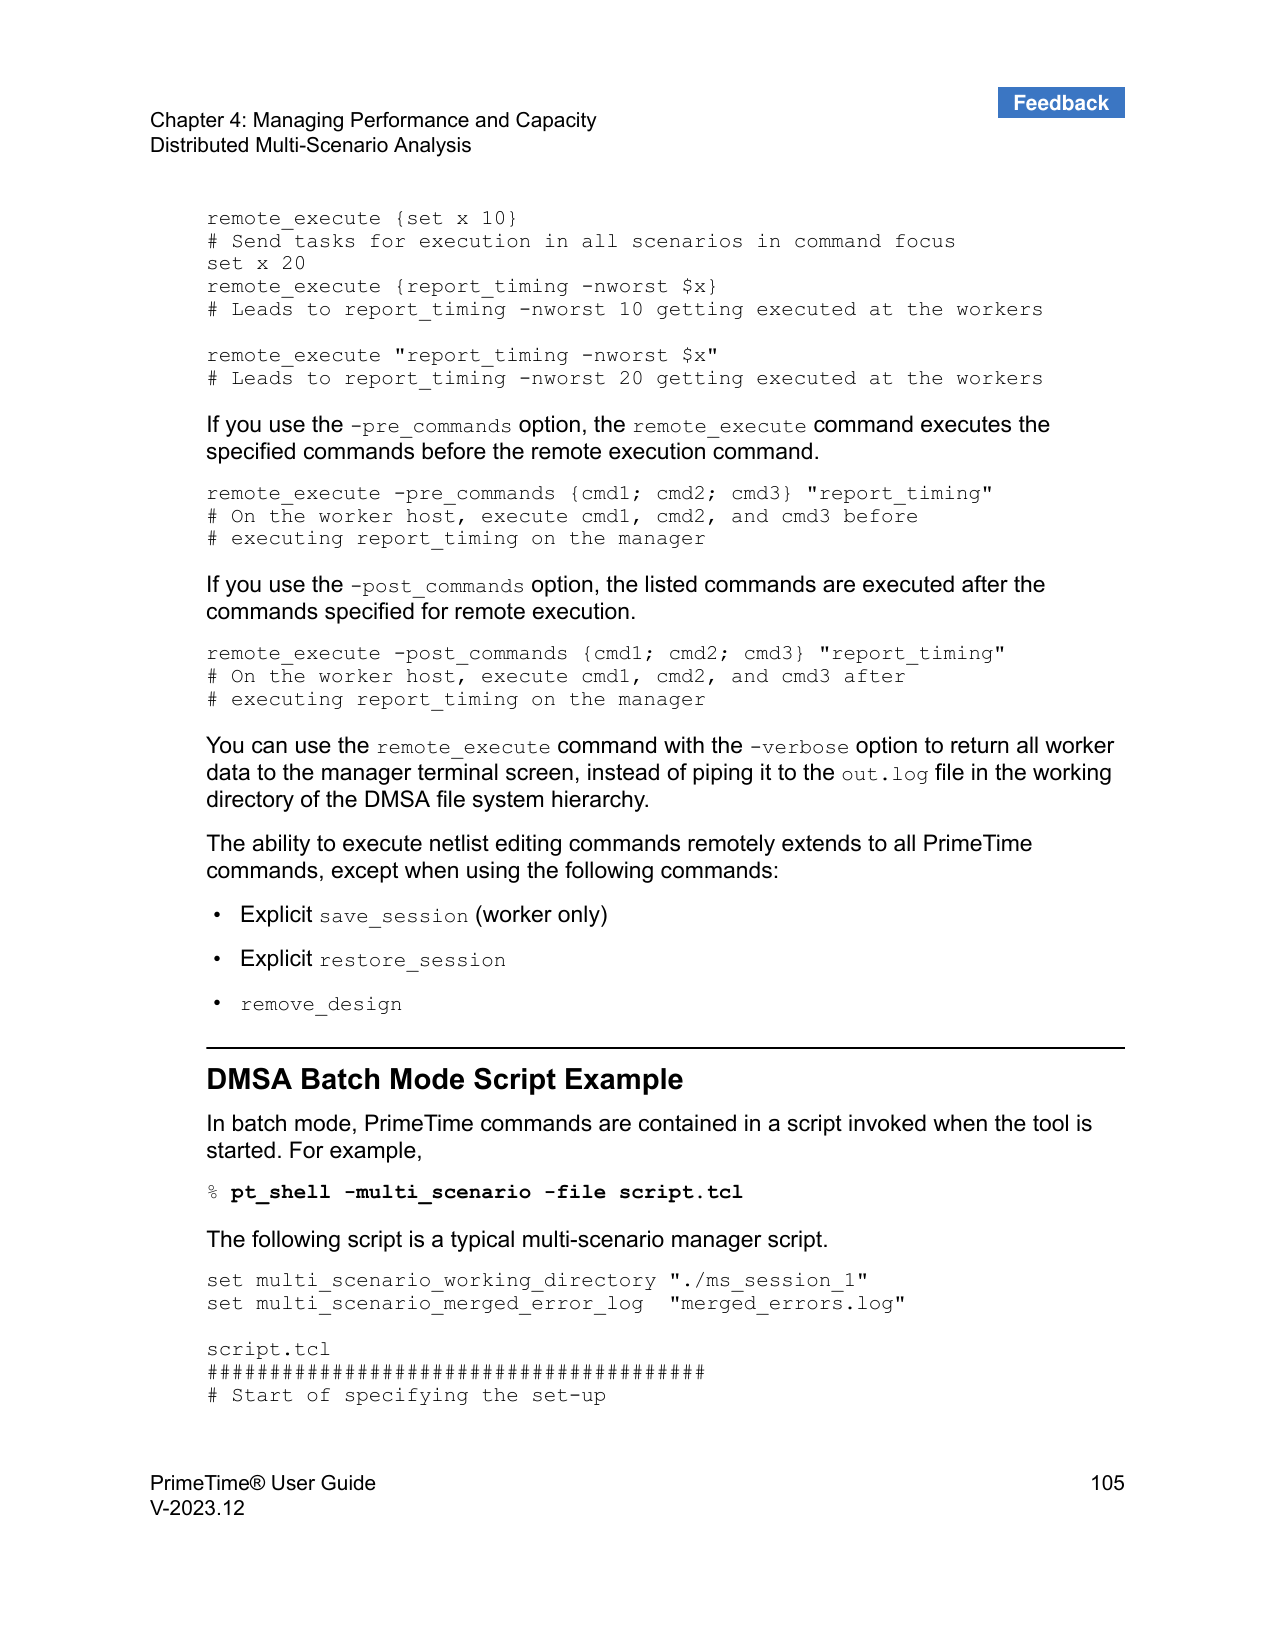 Feedback
Chapter 4: Managing Performance and Capacity
Distributed Multi-Scenario Analysis
remote_execute {set x 10}
# Send tasks for execution in all scenarios in command focus
set x 20
remote_execute {report_timing -nworst $x}
# Leads to report_timing -nworst 10 getting executed at the workers
remote_execute "report_timing -nworst $x"
# Leads to report_timing -nworst 20 getting executed at the workers
If you use the -pre_commands option, the remote_execute command executes the
specified commands before the remote execution command.
remote_execute -pre_commands {cmd1; cmd2; cmd3} "report_timing"
# On the worker host, execute cmd1, cmd2, and cmd3 before
# executing report_timing on the manager
If you use the -post_commands option, the listed commands are executed after the
commands specified for remote execution.
remote_execute -post_commands {cmd1; cmd2; cmd3} "report_timing"
# On the worker host, execute cmd1, cmd2, and cmd3 after
# executing report_timing on the manager
You can use the remote_execute command with the -verbose option to return all worker
data to the manager terminal screen, instead of piping it to the out.log file in the working
directory of the DMSA file system hierarchy.
The ability to execute netlist editing commands remotely extends to all PrimeTime
commands, except when using the following commands:
• Explicit save_session (worker only)
• Explicit restore_session
• remove_design
DMSA Batch Mode Script Example
In batch mode, PrimeTime commands are contained in a script invoked when the tool is
started. For example,
% pt_shell -multi_scenario -file script.tcl
The following script is a typical multi-scenario manager script.
set multi_scenario_working_directory "./ms_session_1"
set multi_scenario_merged_error_log  "merged_errors.log"
script.tcl
########################################
# Start of specifying the set-up
PrimeTime® User Guide
105
V-2023.12